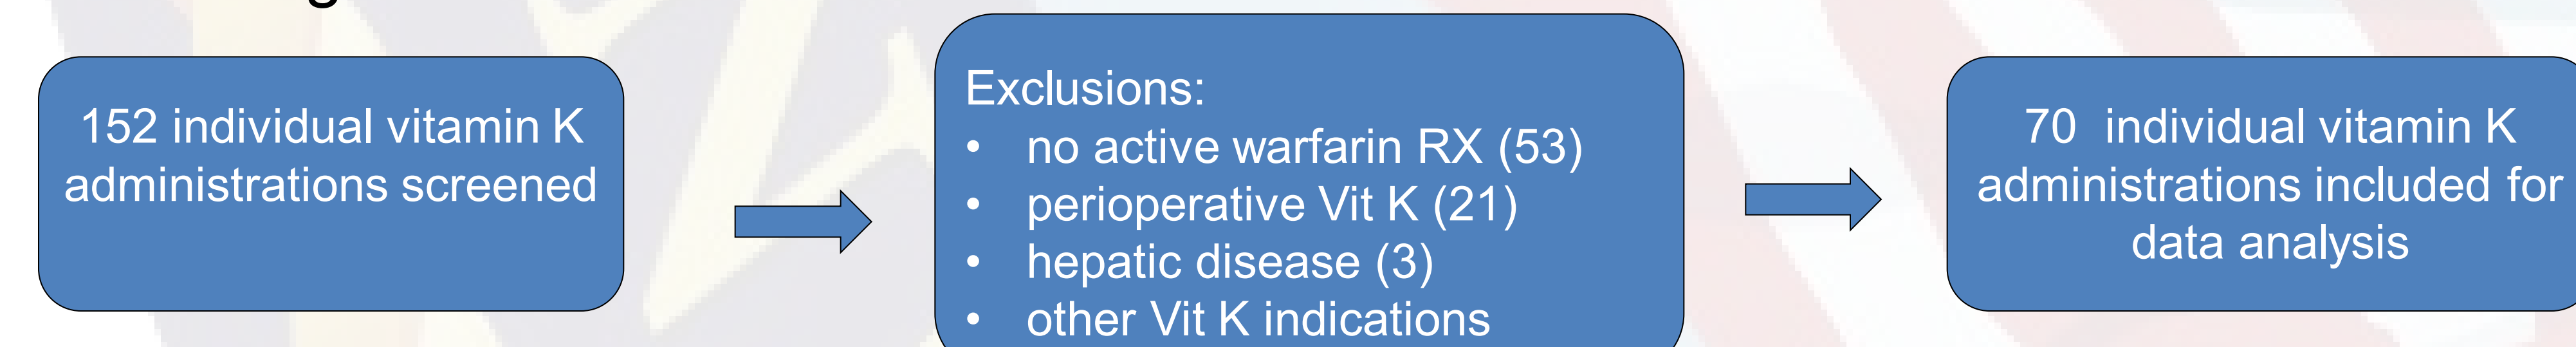 152 individual vitamin K
administrations screened
Exclusions:
• no active warfarin RX (53)
• perioperative Vit K (21)
• hepatic disease (3)
• other Vit K indications
70 individual vitamin K
administrations included for
data analysis